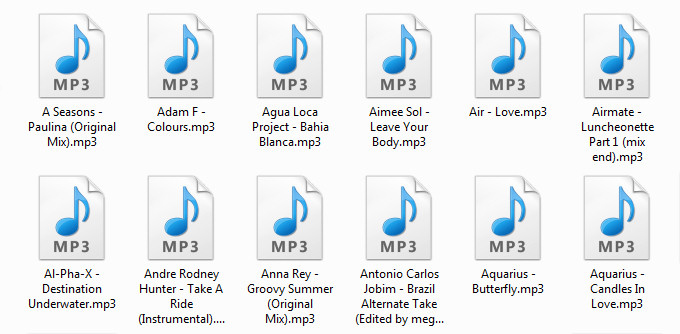 MP3 MP3 MP3 MP3 MP3 MP3
A Seasons -
Paulina (Original
Mix).mp3
Adam F -
Colours.mp3
Agua Loca
Project - Bahia
Blanca.mp3
Aimee Sol -
Leave Your
Body.mp3
Air - Love.mp3
Airmate -
Luncheonette
Part 1 (mix
end).mp3
MP3 MP3 MP3 MP3 MP3 MP3
Al-Pha-X -
Destination
Underwater.mp3
Andre Rodney
Hunter - Take A
Ride
(Instrumental)....
Anna Rey -
Groovy Summer
(Original
Mix).mp3
Antonio Carlos
Jobim - Brazil
Alternate Take
(Edited by meg...
Aquarius -
Butterfly.mp3
Aquarius -
Candles In
Love.mp3